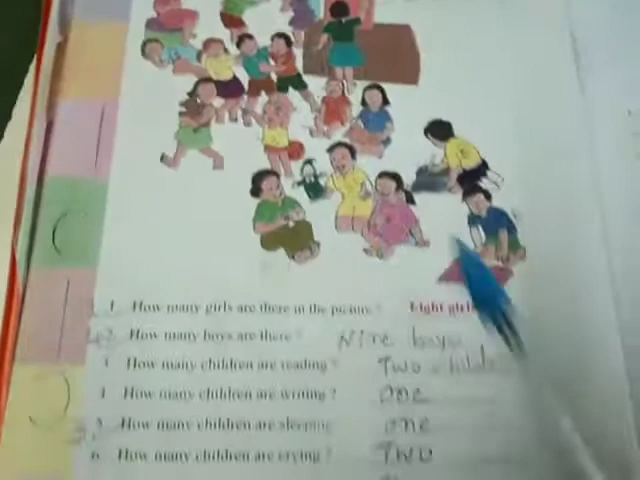 1 How many girls are there in the picture? Eight girls
2 How many boys are there? Nire boys
3 How many children are reading? Two
4 How many children are writing? one
5 How many children are sleeping one
6 How many children are crying? Two